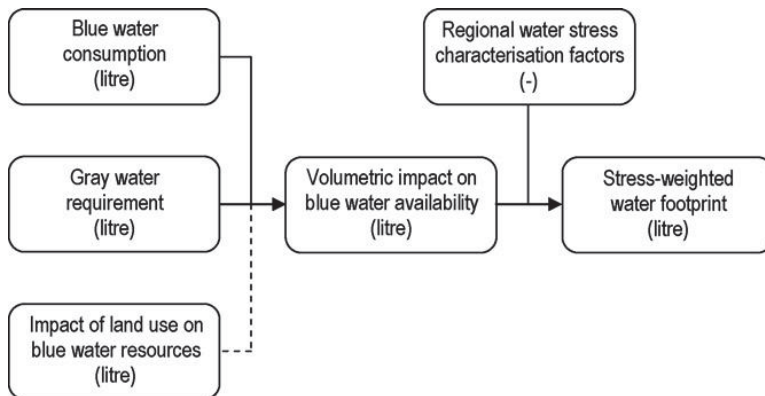 Blue water
consumption
(litre)
Regional water stress
characterisation factors
(-)
Gray water
requirement
(litre)
Volumetric impact on
blue water availability
(litre)
Stress-weighted
water footprint
(litre)
Impact of land use on
blue water resources
(litre)